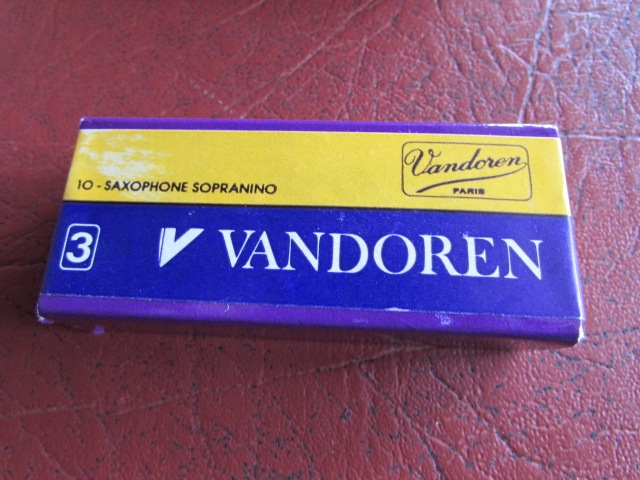 Vandoren
PARIS
10 - SAXOPHONE SOPRANINO
3
VANDOREN